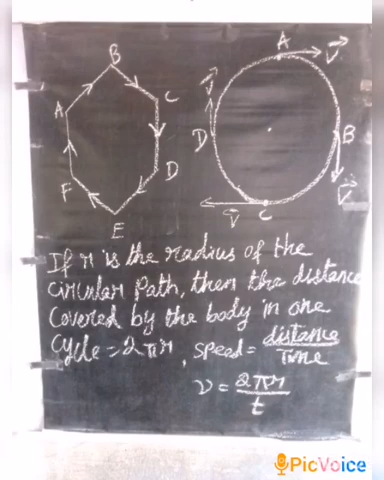 B
A
C
D
F
E
A
V
V
D
B
V
V
C
If r is the radius of the
circular path, then the distance
covered by the body in one
cycle = 2πr, speed = distance/Time
v = 2πr/t
PicVoice